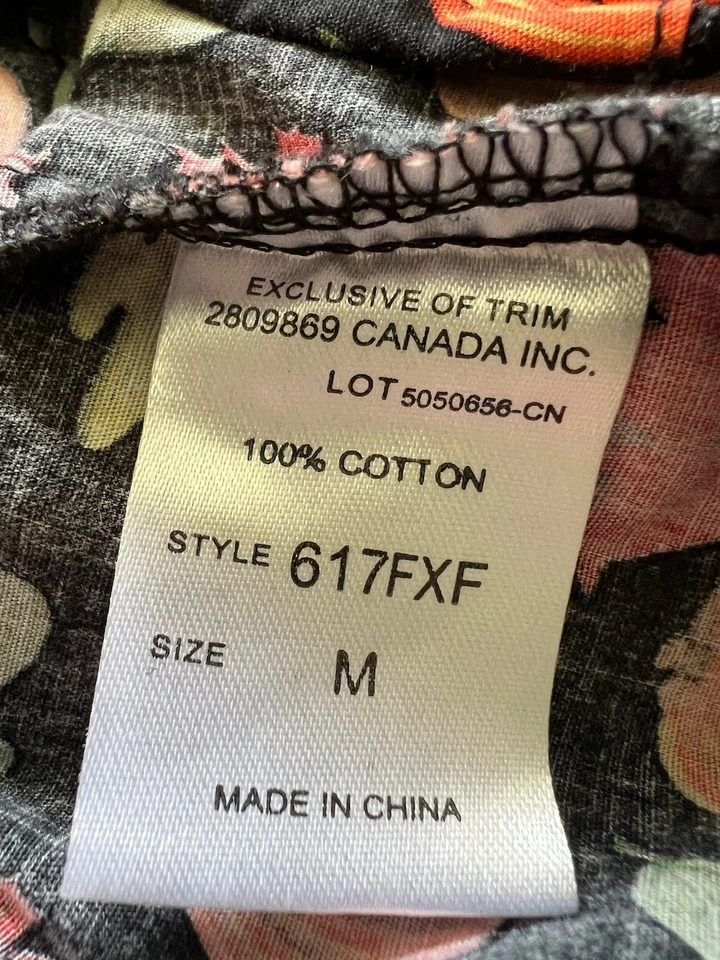 EXCLUSIVE OF TRIM
2809869 CANADA INC.
LOT 5050656-CN
100% COTTON
STYLE 617FXF
SIZE M
MADE IN CHINA